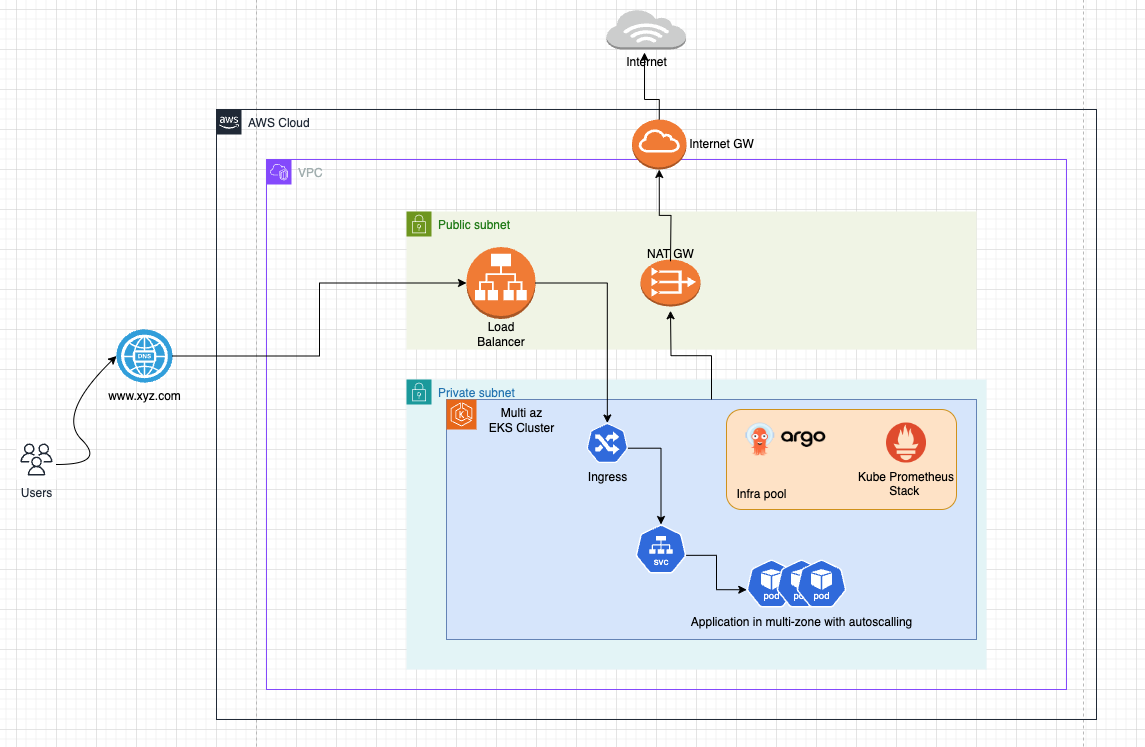 Internet
aws
AWS Cloud
Internet GW
VPC
Public subnet
NAT GW
Load
Balancer
DNS
www.xyz.com
Private subnet
Multi az
EKS Cluster
argo
Users
Ingress
Kube Prometheus
Stack
Infra pool
svc
pod
po
pod
Application in multi-zone with autoscalling